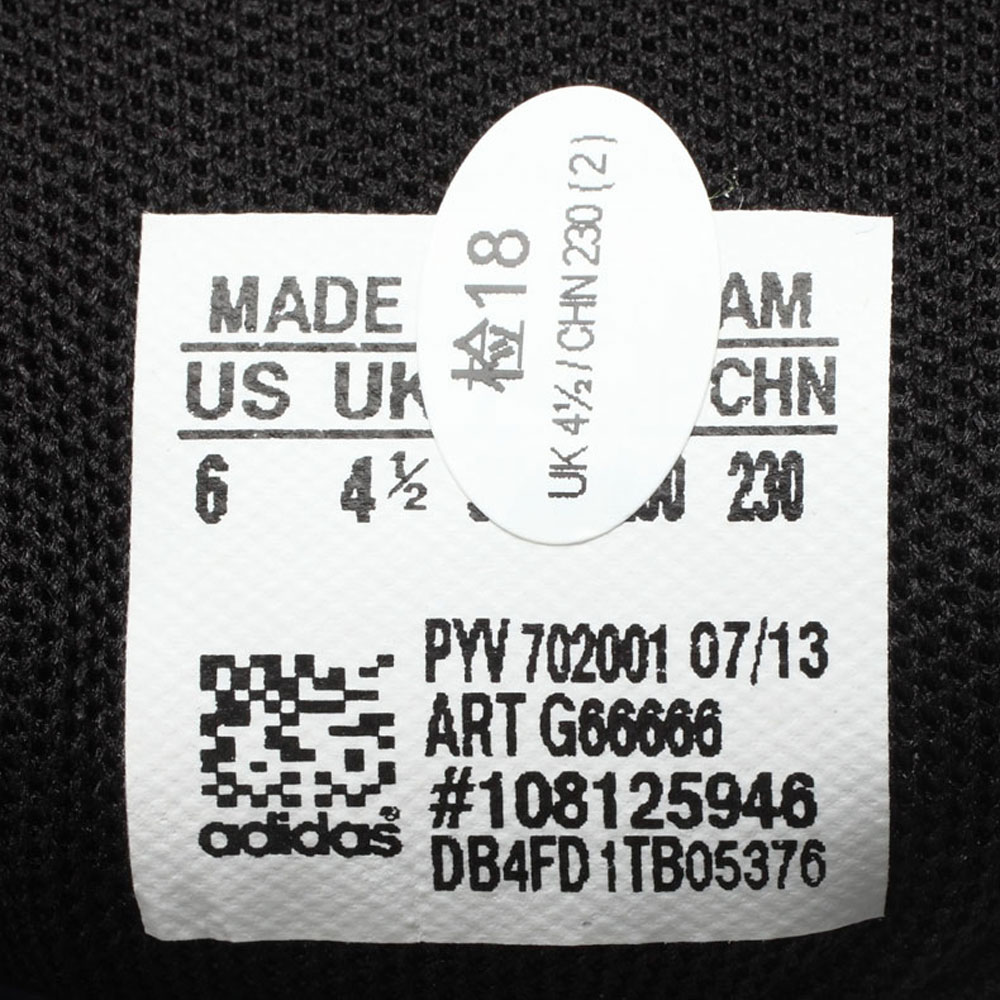 MADE AM
US UK CHN
6 4½ 230
检18
UK 4½ / CHN 230 ( 2 )
PYV 702001 07/13
ART G66666
#108125946
DB4FD1TB05376
adidas®